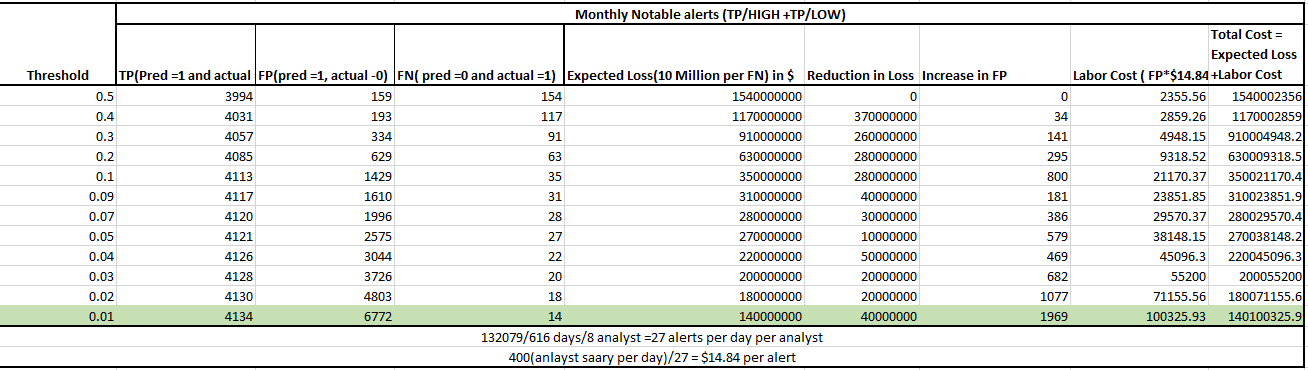 Monthly Notable alerts (TP/HIGH +TP/LOW)
Total Cost =
Expected Loss
Threshold TP(Pred =1 and actual FP(pred =1, actual -0) FN( pred =0 and actual =1) Expected Loss(10 Million per FN) in $ Reduction in Loss Increase in FP Labor Cost ( FP*$14.84 +Labor Cost
0.5 3994 159 154 1540000000 0 0 2355.56 1540002356
0.4 4031 193 117 1170000000 370000000 34 2859.26 1170002859
0.3 4057 334 91 910000000 260000000 141 4948.15 910004948.2
0.2 4085 629 63 630000000 280000000 295 9318.52 630009318.5
0.1 4113 1429 35 350000000 280000000 800 21170.37 350021170.4
0.09 4117 1610 31 310000000 40000000 181 23851.85 310023851.9
0.07 4120 1996 28 280000000 30000000 386 29570.37 280029570.4
0.05 4121 2575 27 270000000 10000000 579 38148.15 270038148.2
0.04 4126 3044 22 220000000 50000000 469 45096.3 220045096.3
0.03 4128 3726 20 200000000 20000000 682 55200 200055200
0.02 4130 4803 18 180000000 20000000 1077 71155.56 180071155.6
0.01 4134 6772 14 140000000 40000000 1969 100325.93 140100325.9
132079/616 days/8 analyst =27 alerts per day per analyst
400(anlayst saary per day)/27 = $14.84 per alert